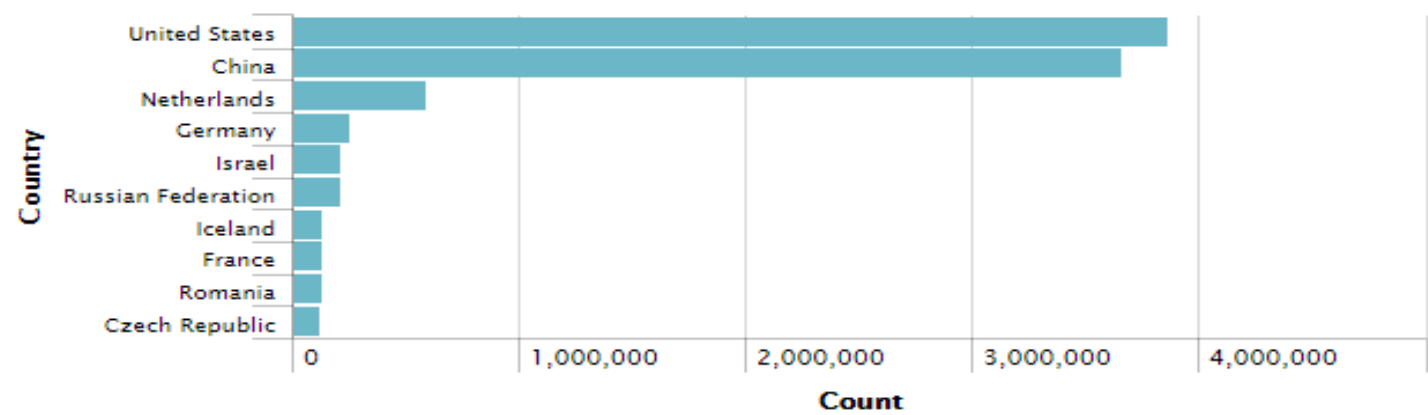 United States
China
Netherlands
Germany
Israel
Russian Federation
Iceland
France
Romania
Czech Republic
Country
0 1,000,000 2,000,000 3,000,000 4,000,000
Count